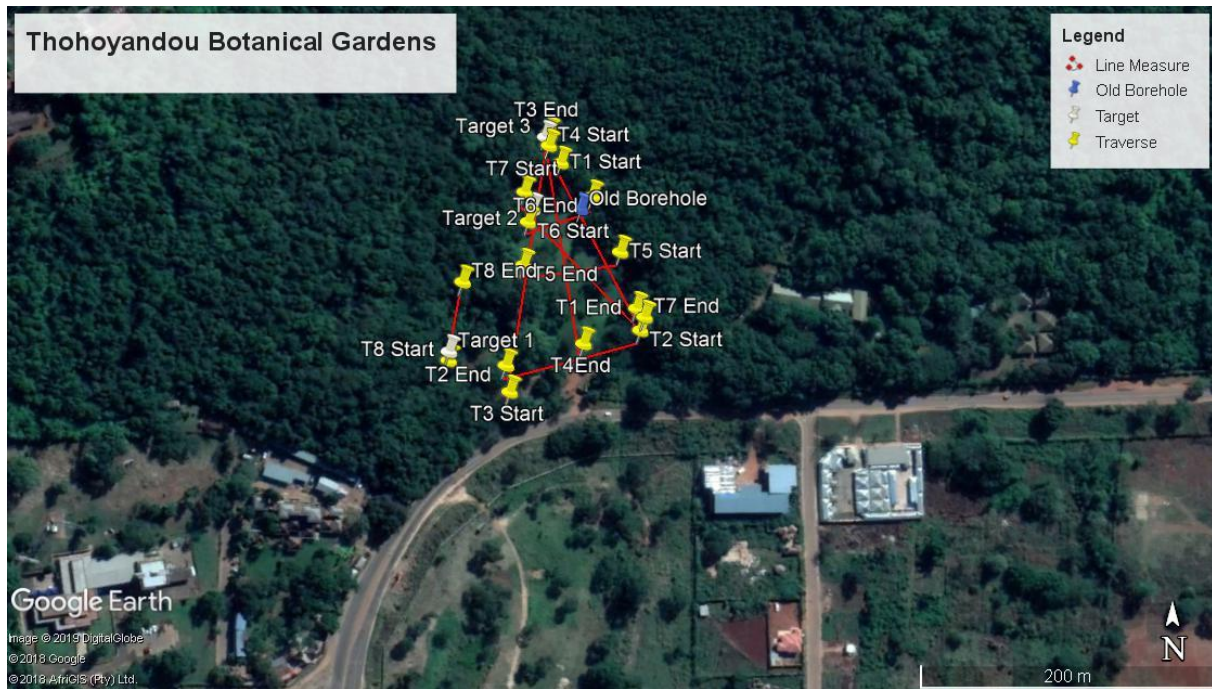 Thohoyandou Botanical Gardens
Legend
Line Measure
Old Borehole
Target
Traverse
T3 End
Target 3
T4 Start
T1 Start
T7 Start
Old Borehole
T6 End
Target 2
T6 Start
T5 Start
T8 End
T5 End
T1 End
T7 End
T2 Start
Target 1
T8 Start
T4End
T2 End
T3 Start
Google Earth
Image © 2019 DigitalGlobe
© 2018 Google
© 2018 AfriGIS (Pty) Ltd.
N
200 m